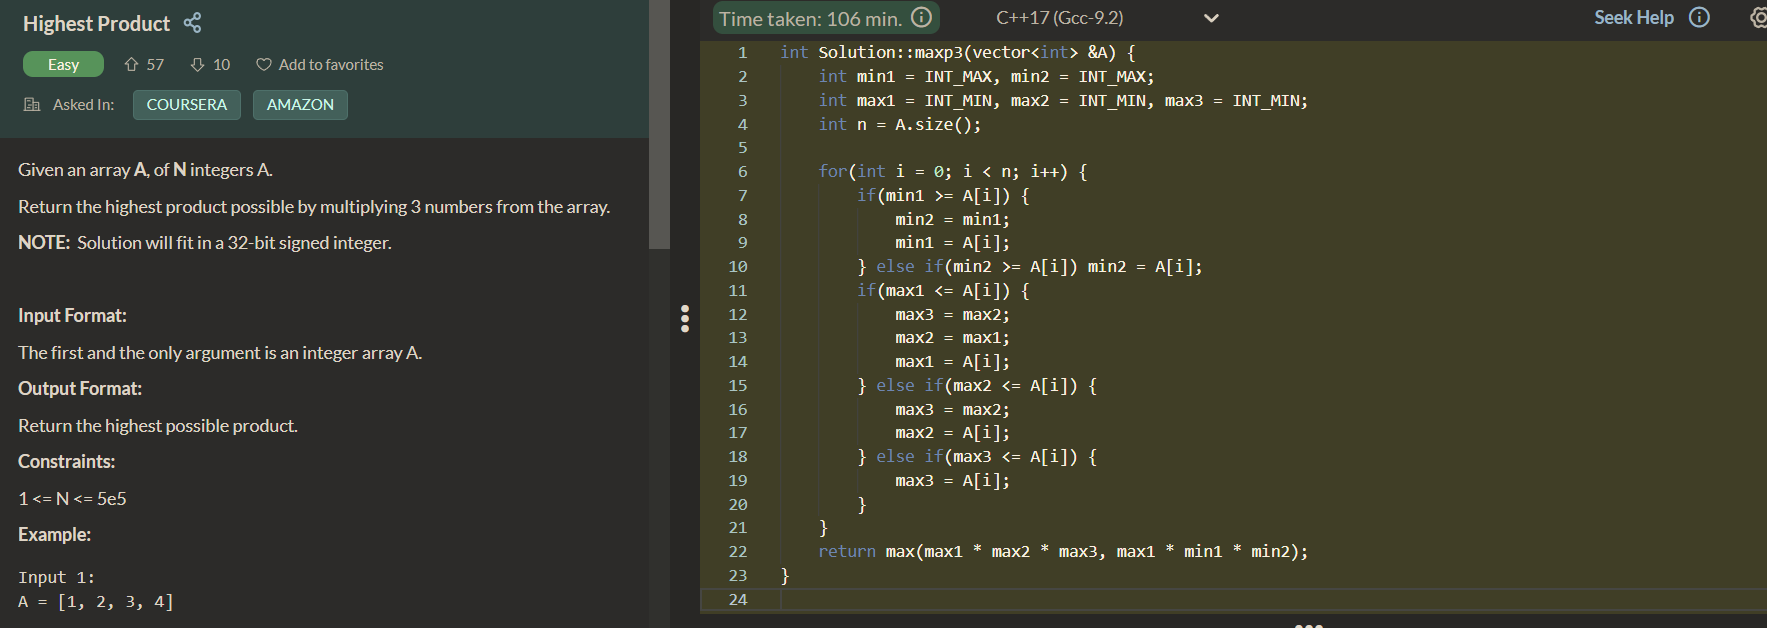 Highest Product
Easy 57 10 Add to favorites
Asked In: COURSERA AMAZON
Given an array A, of N integers A.
Return the highest product possible by multiplying 3 numbers from the array.
NOTE: Solution will fit in a 32-bit signed integer.
Input Format:
The first and the only argument is an integer array A.
Output Format:
Return the highest possible product.
Constraints:
1 <= N <= 5e5
Example:
Input 1:
A = [1, 2, 3, 4]
Time taken: 106 min. C++17 (Gcc-9.2) Seek Help
1 int Solution::maxp3(vector<int> &A) {
2 int min1 = INT_MAX, min2 = INT_MAX;
3 int max1 = INT_MIN, max2 = INT_MIN, max3 = INT_MIN;
4 int n = A.size();
5
6 for(int i = 0; i < n; i++) {
7 if(min1 >= A[i]) {
8 min2 = min1;
9 min1 = A[i];
10 } else if(min2 >= A[i]) min2 = A[i];
11 if(max1 <= A[i]) {
12 max3 = max2;
13 max2 = max1;
14 max1 = A[i];
15 } else if(max2 <= A[i]) {
16 max3 = max2;
17 max2 = A[i];
18 } else if(max3 <= A[i]) {
19 max3 = A[i];
20 }
21 }
22 return max(max1 * max2 * max3, max1 * min1 * min2);
23 }
24